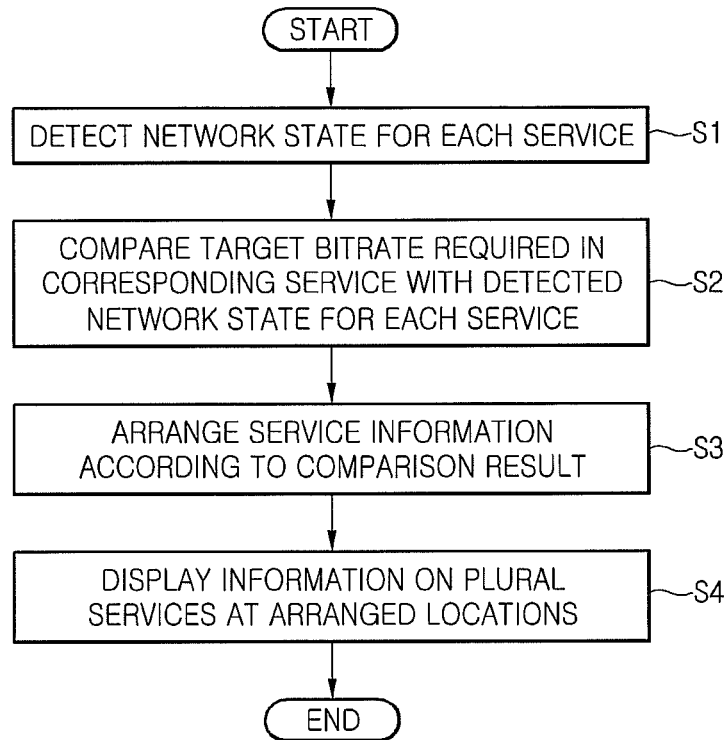 START
DETECT NETWORK STATE FOR EACH SERVICE
S1
COMPARE TARGET BITRATE REQUIRED IN
CORRESPONDING SERVICE WITH DETECTED
NETWORK STATE FOR EACH SERVICE
S2
ARRANGE SERVICE INFORMATION
ACCORDING TO COMPARISON RESULT
S3
DISPLAY INFORMATION ON PLURAL
SERVICES AT ARRANGED LOCATIONS
S4
END